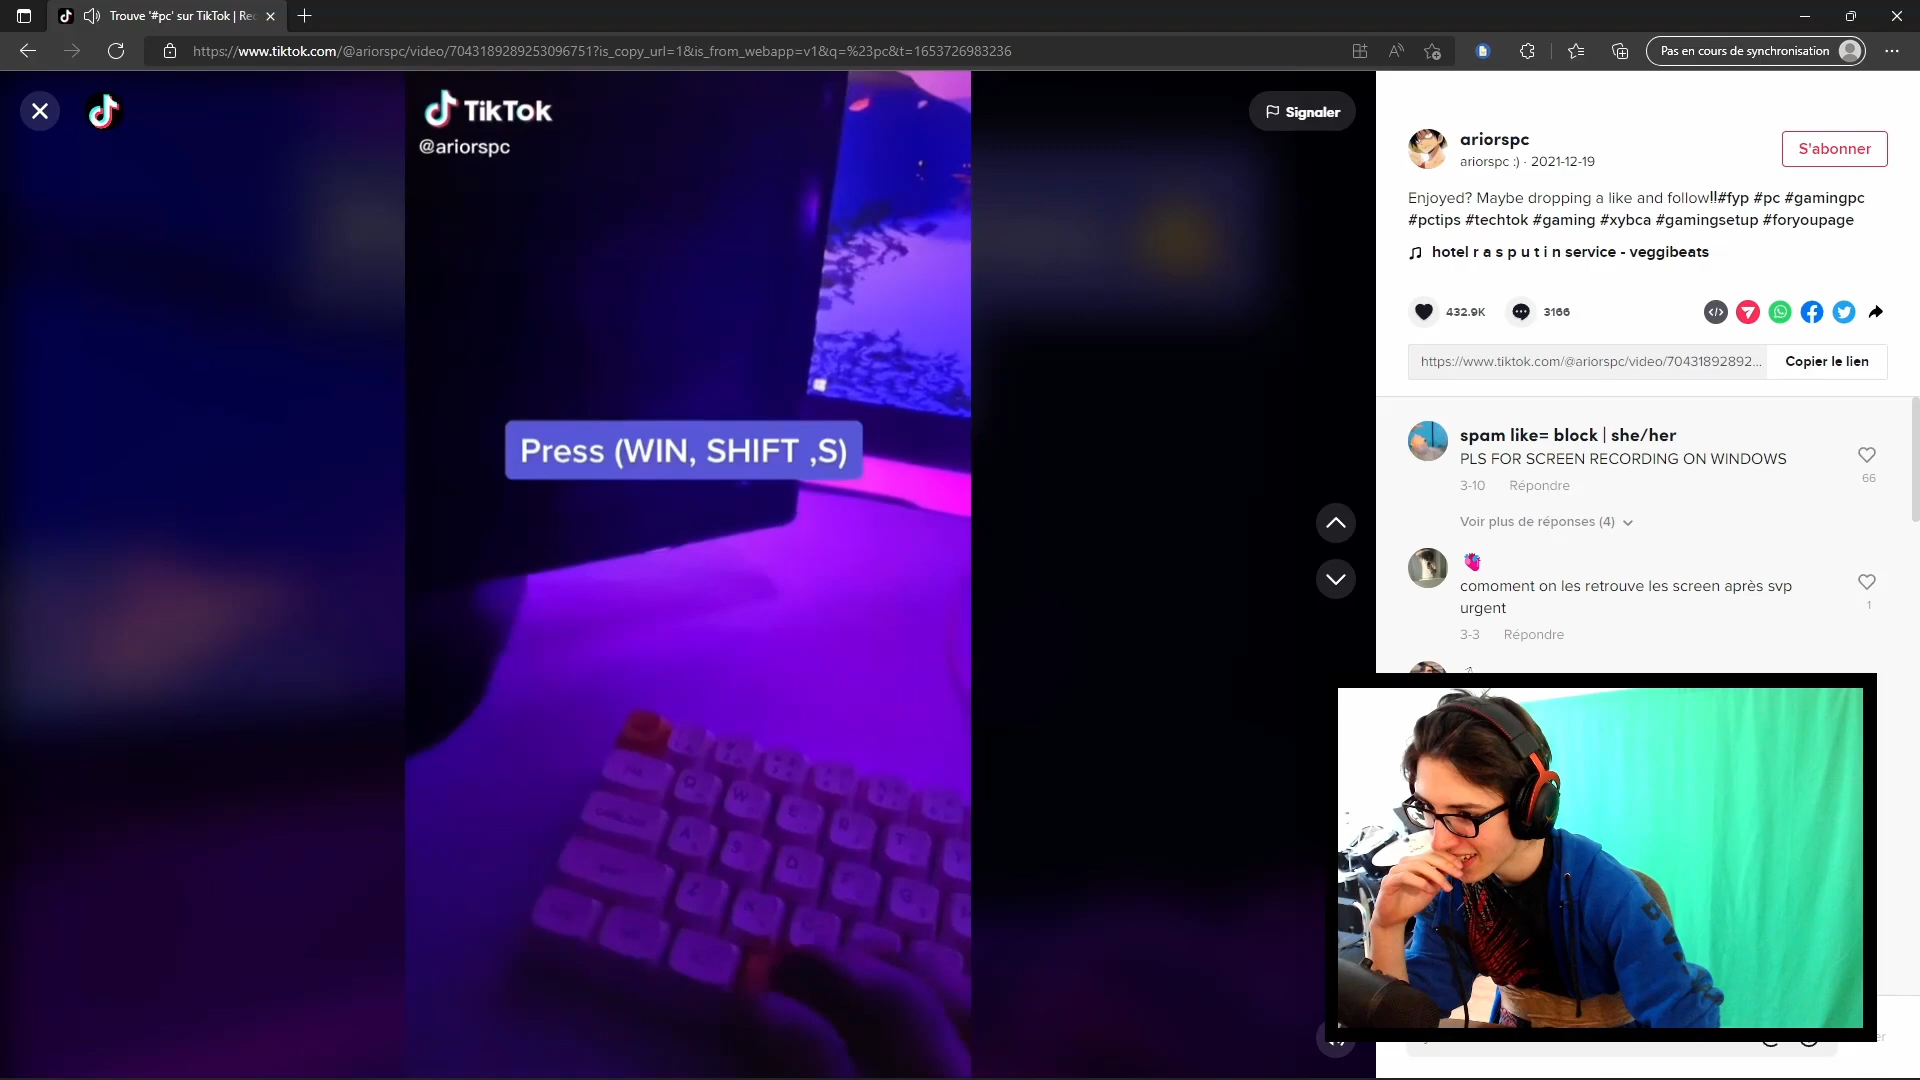 Trouve '#pc' sur TikTok | Rec
https://www.tiktok.com/@ariorspc/video/7043189289253096751?is_copy_url=1&is_from_webapp=v1&q=%23pc&t=1653726983236
Pas en cours de synchronisation
TikTok
@ariorspc
Signaler
Press (WIN, SHIFT ,S)
ariorspc
ariorspc :) · 2021-12-19
S'abonner
Enjoyed? Maybe dropping a like and follow!!#fyp #pc #gamingpc
#pctips #techtok #gaming #xybca #gamingsetup #foryoupage
hotel r a s p u t i n service - veggibeats
432.9K
3166
https://www.tiktok.com/@ariorspc/video/70431892892...
Copier le lien
spam like= block | she/her
PLS FOR SCREEN RECORDING ON WINDOWS
66
3-10 Répondre
Voir plus de réponses (4)
comoment on les retrouve les screen après svp
urgent
1
3-3 Répondre